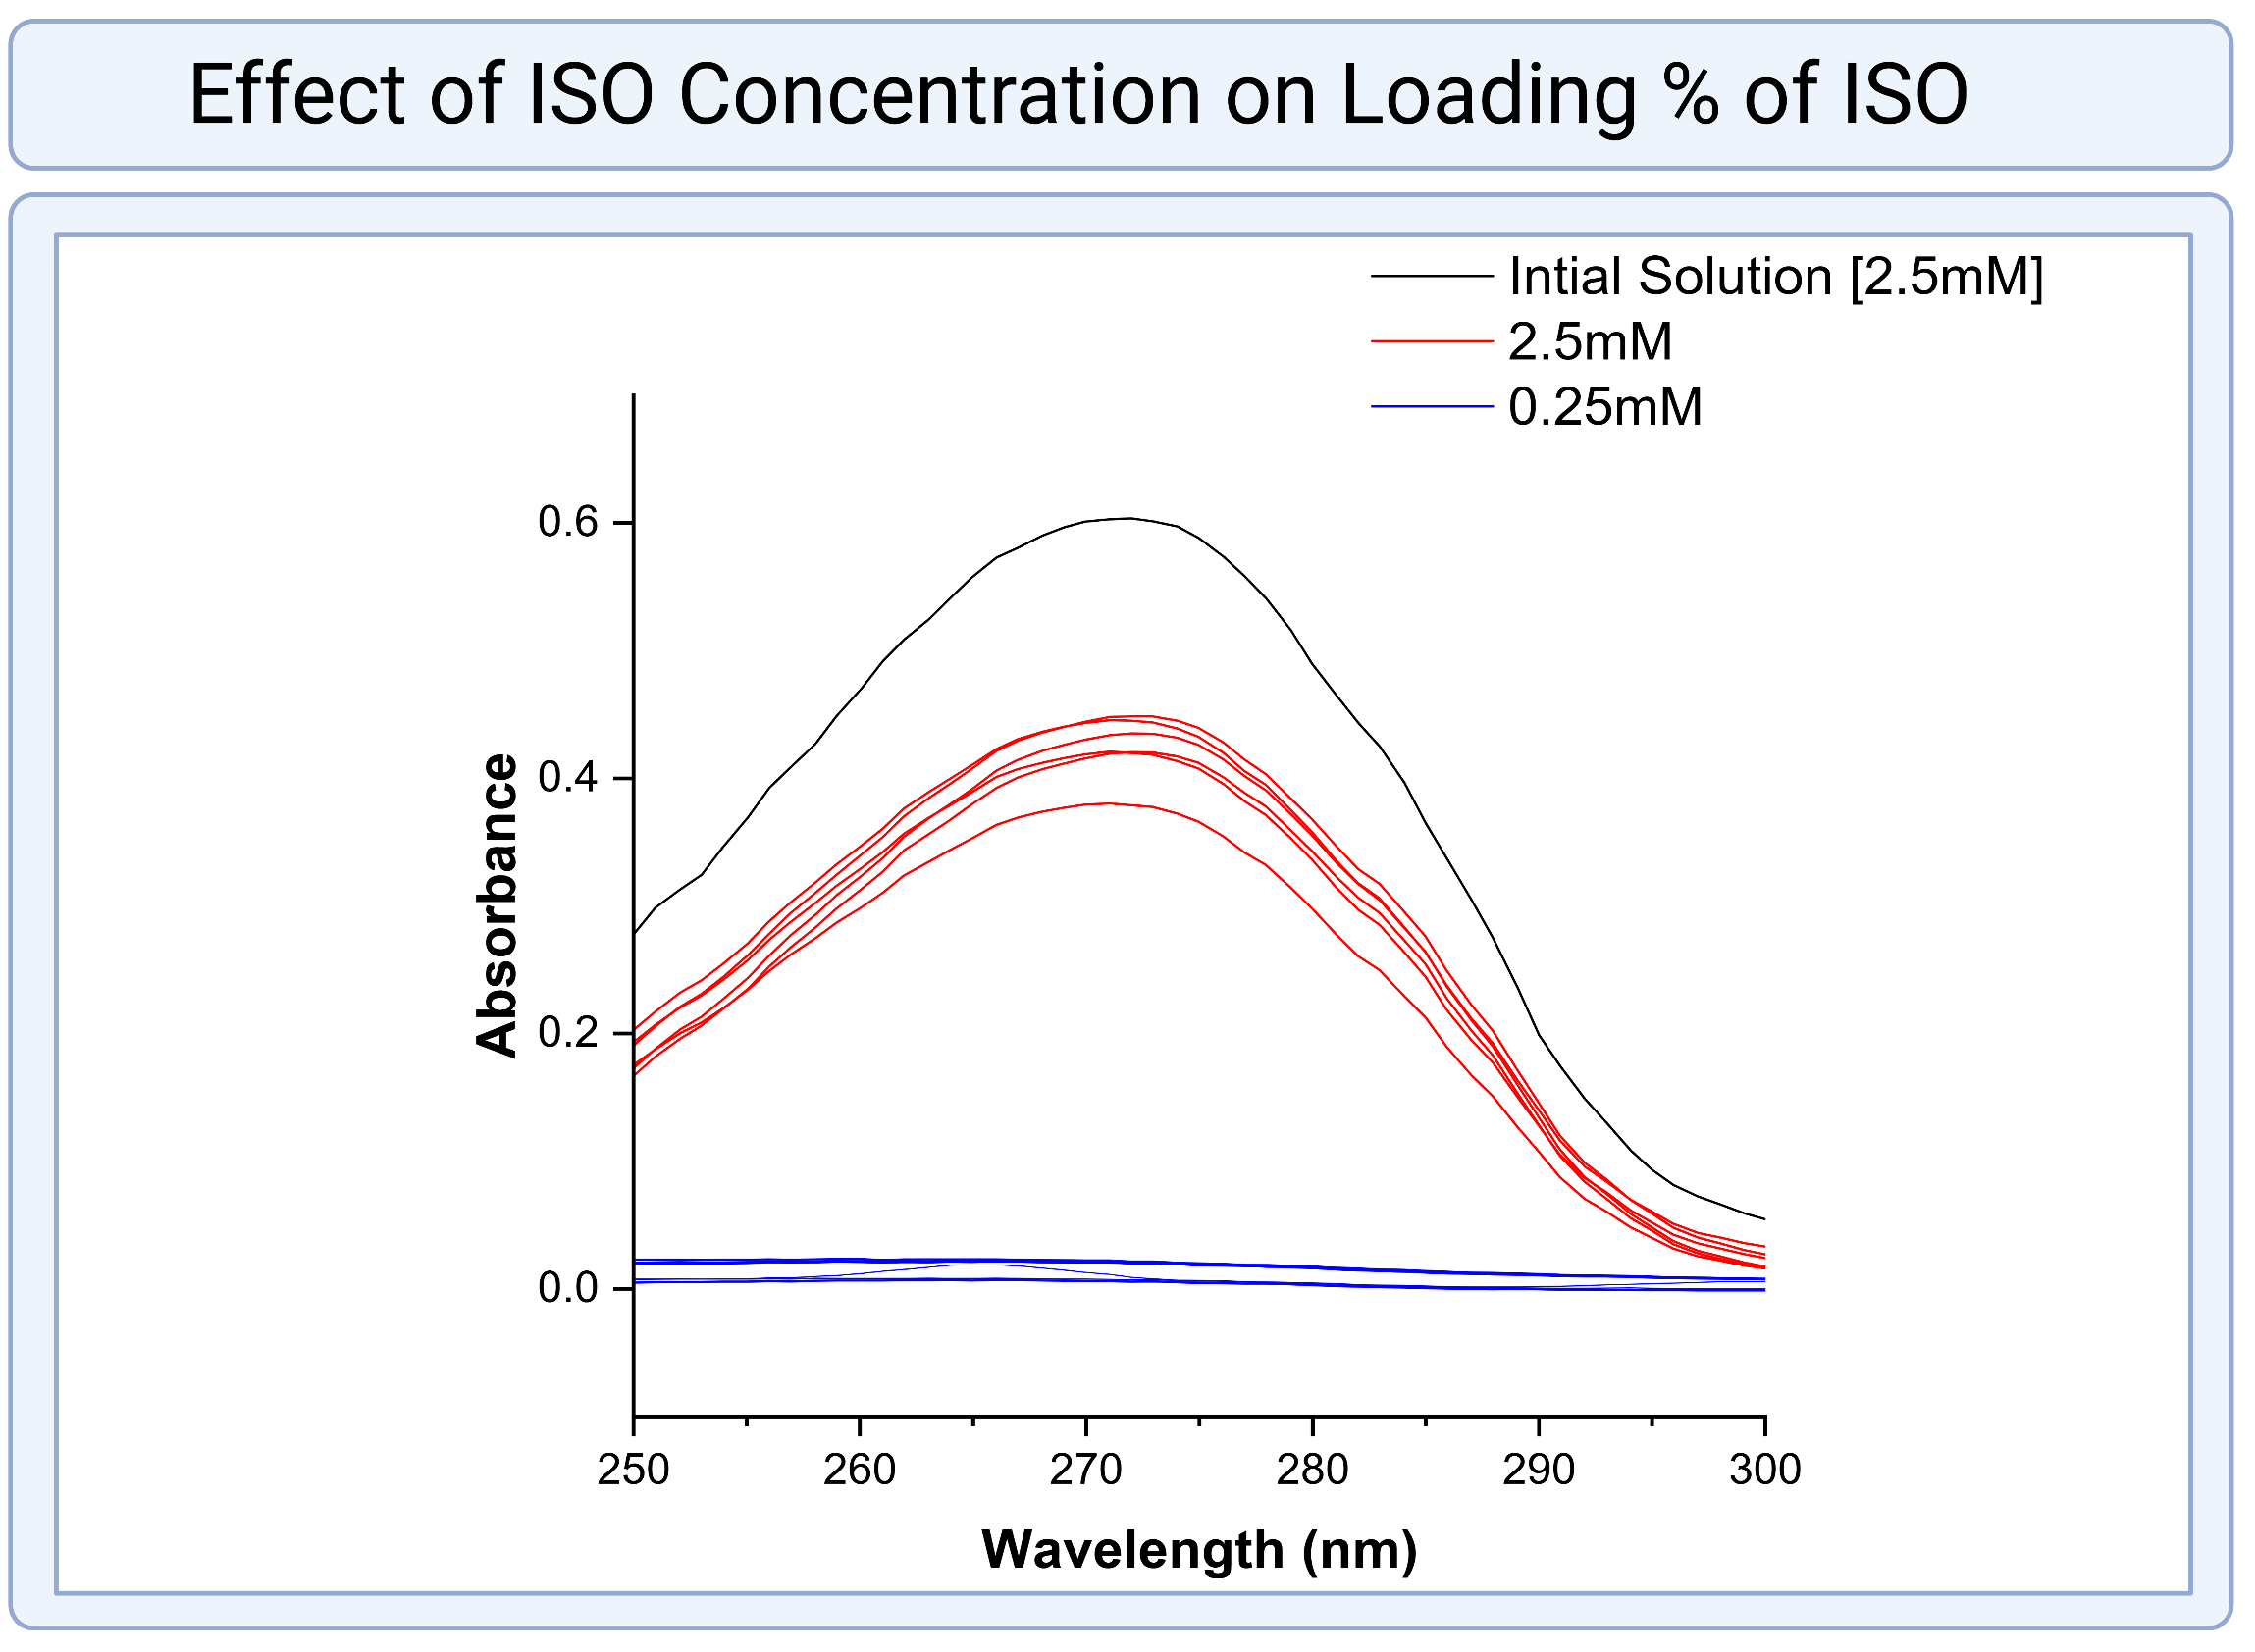 Effect of ISO Concentration on Loading % of ISO
Intial Solution [2.5mM]
2.5mM
0.25mM
0.6
0.4
0.2
0.0
Absorbance
250 260 270 280 290 300
Wavelength (nm)